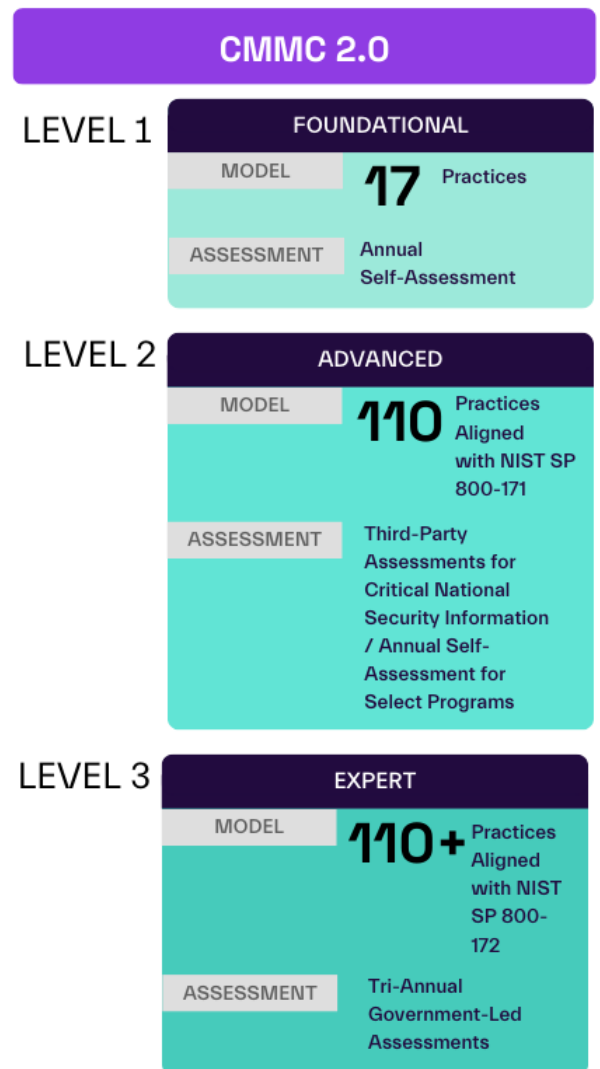 CMMC 2.0
LEVEL 1
FOUNDATIONAL
MODEL
17 Practices
ASSESSMENT
Annual
Self-Assessment
LEVEL 2
ADVANCED
MODEL
110
Practices
Aligned
with NIST SP
800-171
ASSESSMENT
Third-Party
Assessments for
Critical National
Security Information
/ Annual Self-
Assessment for
Select Programs
LEVEL 3
EXPERT
MODEL
110+
Practices
Aligned
with NIST
SP 800-
172
ASSESSMENT
Tri-Annual
Government-Led
Assessments